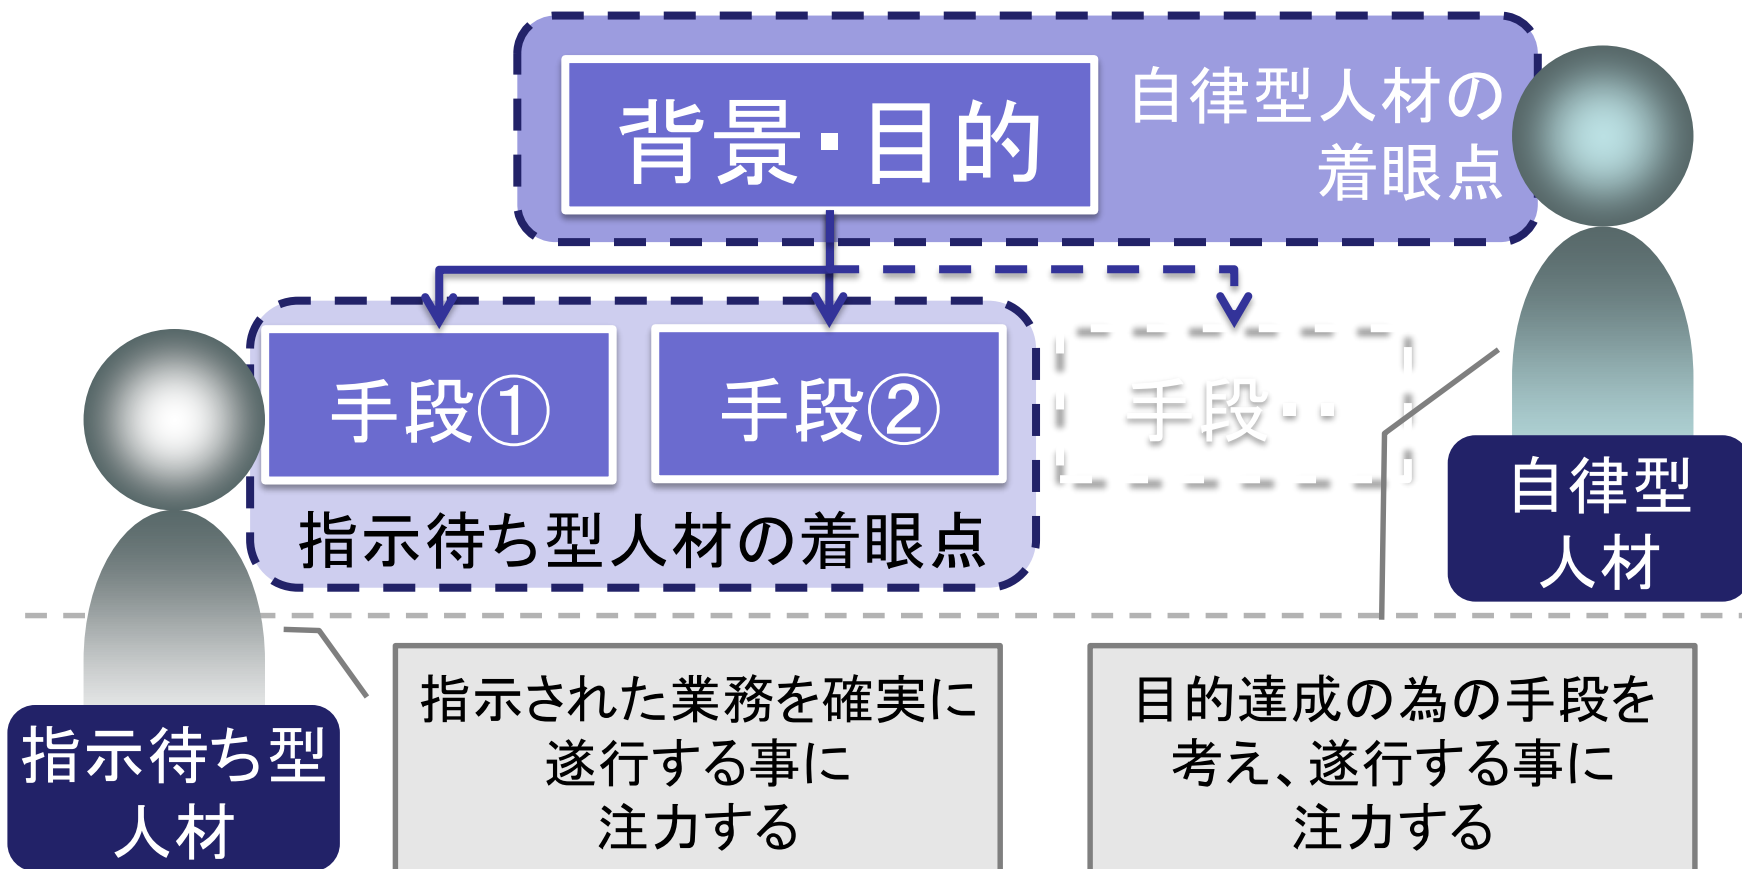 背景・目的
自律型人材の
着眼点
手段①
手段②
手段・・
指示待ち型人材の着眼点
自律型
人材
指示待ち型
人材
指示された業務を確実に
遂行する事に
注力する
目的達成の為の手段を
考え、遂行する事に
注力する